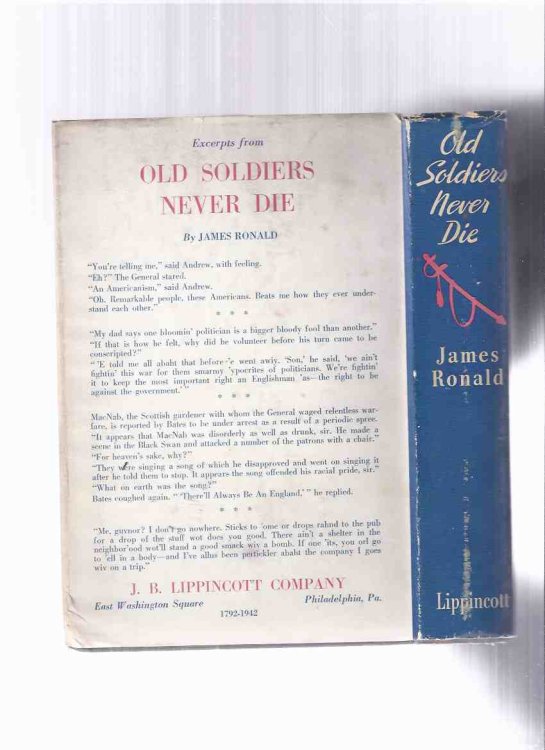 Excerpts from
OLD SOLDIERS
NEVER DIE
By JAMES RONALD
"You're telling me," said Andrew, with feeling.
"Eh?" The General stared.
"An Americanism," said Andrew.
"Oh. Remarkable people, these Americans. Beats me how they ever under-
stand each other."
* * *
"My dad says one bloomin' politician is a bigger bloody fool than another."
"If that is how he felt, why did he volunteer before his turn came to be
conscripted?"
"'E told me all abaht that before 'e went awiy. 'Son,' he said, 'we ain't
fightin' this war for them smarmy 'ypocrites of politicians. We're fightin'
it to keep the most important right an Englishman 'as—the right to be
against the government.'"
* * *
MacNab, the Scottish gardener with whom the General waged relentless war-
fare, is reported by Bates to be under arrest as a result of a periodic spree.
"It appears that MacNab was disorderly as well as drunk, sir. He made a
scene in the Black Swan and attacked a number of the patrons with a chair."
"For heaven's sake, why?"
"They were singing a song of which he disapproved and went on singing it
after he told them to stop. It appears the song offended his racial pride, sir."
"What on earth was the song?"
Bates coughed again. "'There'll Always Be An England,'" he replied.
* * *
"Me, guvnor? I don't go nowhere. Sticks to 'ome or drops rahnd to the pub
for a drop of the stuff wot does you good. There ain't a shelter in the
neighbor'ood wot'll stand a good smack wiv a bomb. If one 'its, you orl go
to 'ell in a body—and I've allus been pertickler abaht the company I goes
wiv on a trip."
J. B. LIPPINCOTT COMPANY
East Washington Square Philadelphia, Pa.
1792-1942
Old
Soldiers
Never
Die
James
Ronald
Lippincott